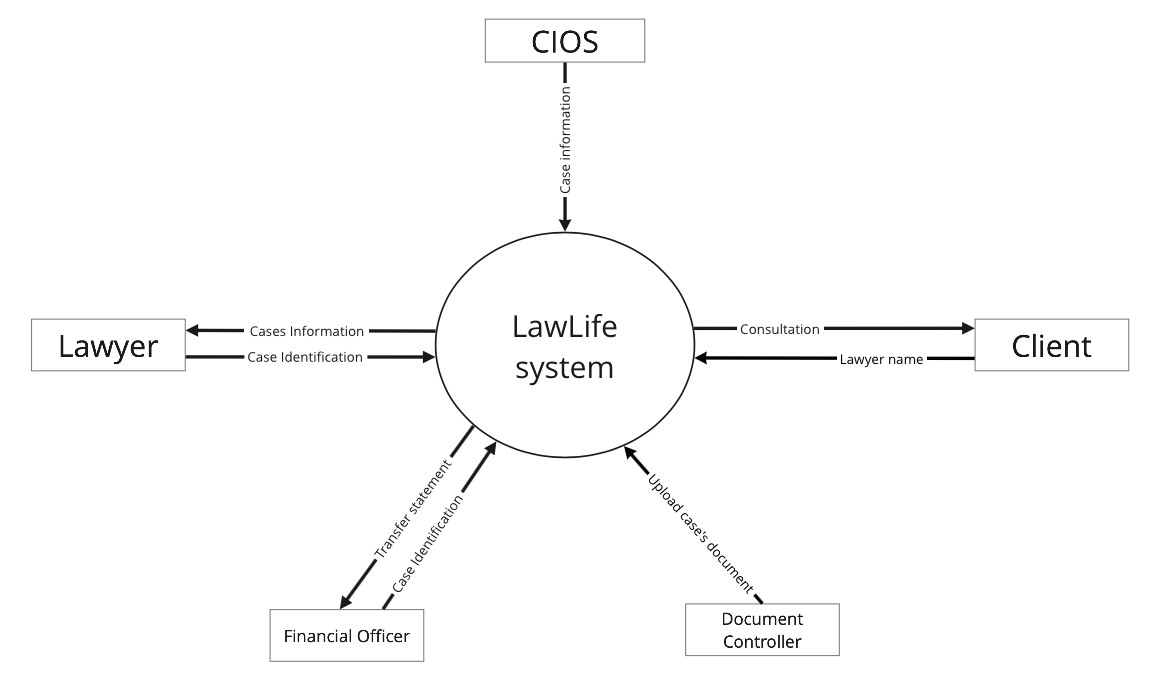 CIOS
Case information
Cases Information
Lawyer
Case Identification
LawLife
system
Consultation
Client
Lawyer name
Transfer statement
Case Identification
Upload case's document
Financial Officer
Document
Controller